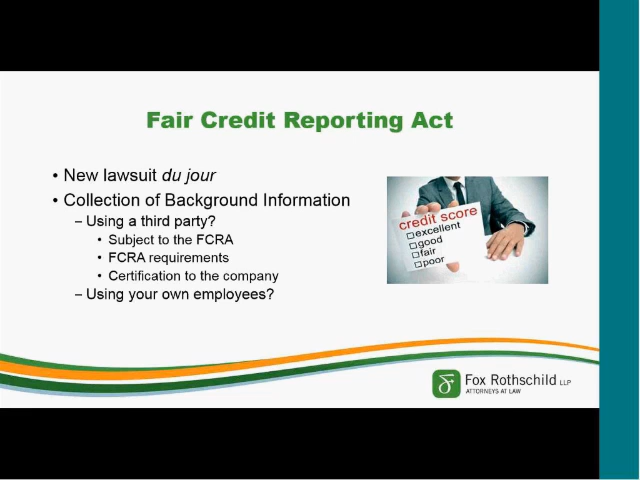 Fair Credit Reporting Act
• New lawsuit du jour
• Collection of Background Information
– Using a third party?
• Subject to the FCRA
• FCRA requirements
• Certification to the company
– Using your own employees?
credit score
excellent
good
fair
poor
Fox Rothschild LLP
ATTORNEYS AT LAW